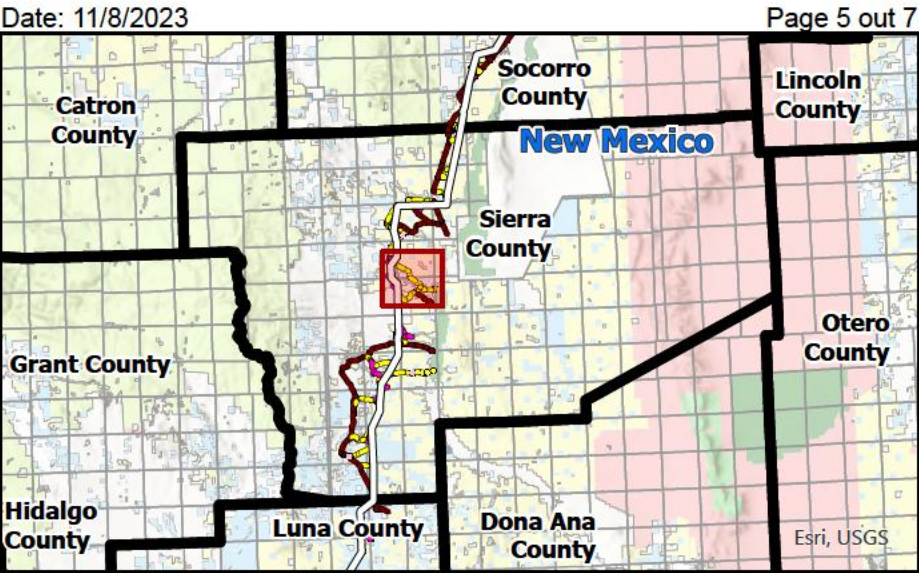 Date: 11/8/2023
Page 5 out 7
Socorro
County
Lincoln
County
Catron
County
New Mexico
Sierra
County
Otero
County
Grant County
Hidalgo
County
Luna County
Dona Ana
County
Esri, USGS